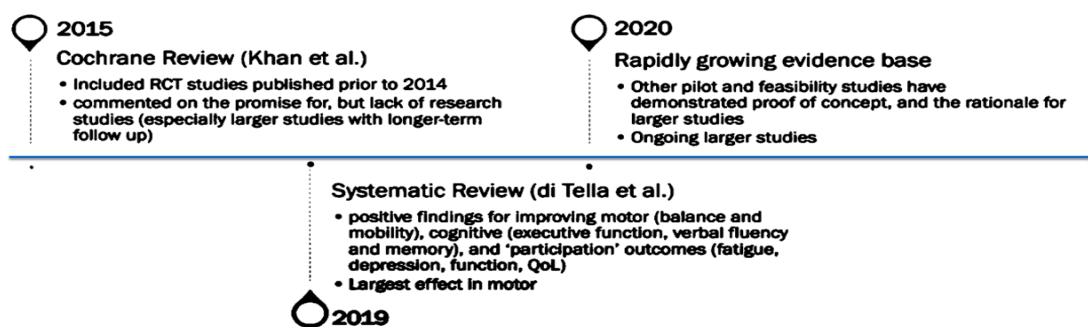 2015
Cochrane Review (Khan et al.)
• Included RCT studies published prior to 2014
• commented on the promise for, but lack of research
studies (especially larger studies with longer-term
follow up)
2020
Rapidly growing evidence base
• Other pilot and feasibility studies have
demonstrated proof of concept, and the rationale for
larger studies
• Ongoing larger studies
Systematic Review (di Tella et al.)
• positive findings for improving motor (balance and
mobility), cognitive (executive function, verbal fluency
and memory), and ‘participation’ outcomes (fatigue,
depression, function, QoL)
• Largest effect in motor
2019